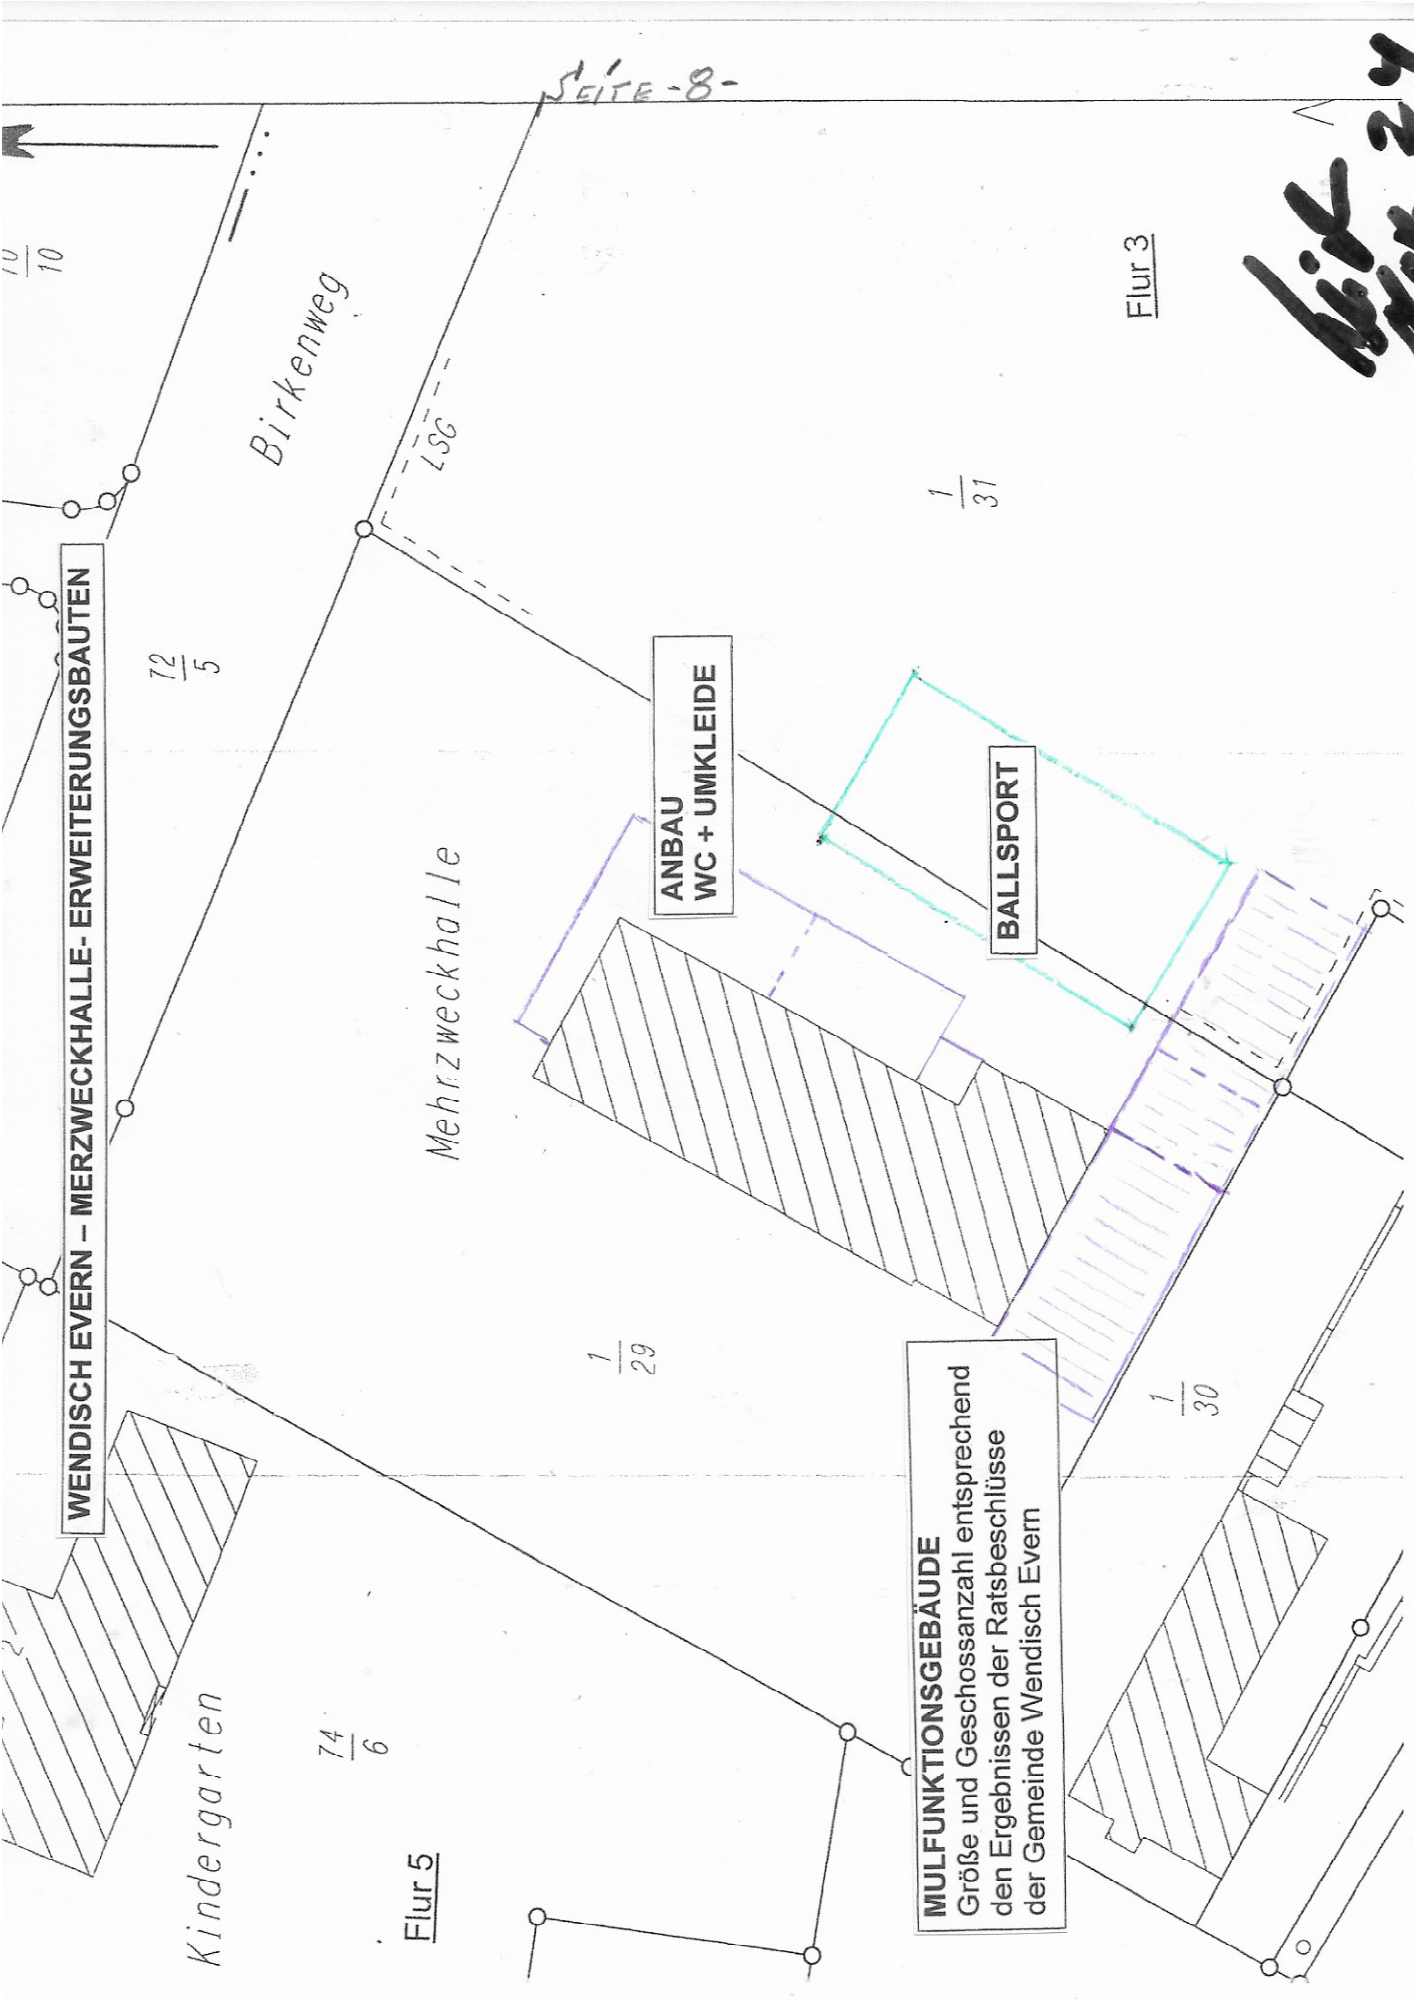 SEITE -8-
10
Birkenweg
LSG
Flur 3
72
5
1
31
WENDISCH EVERN – MERZWECKHALLE- ERWEITERUNGSBAUTEN
ANBAU
WC + UMKLEIDE
BALLSPORT
Mehrzweckhalle
1
29
1
30
MULFUNKTIONSGEBÄUDE
Größe und Geschossanzahl entsprechend
den Ergebnissen der Ratsbeschlüsse
der Gemeinde Wendisch Evern
Kindergarten
74
6
Flur 5